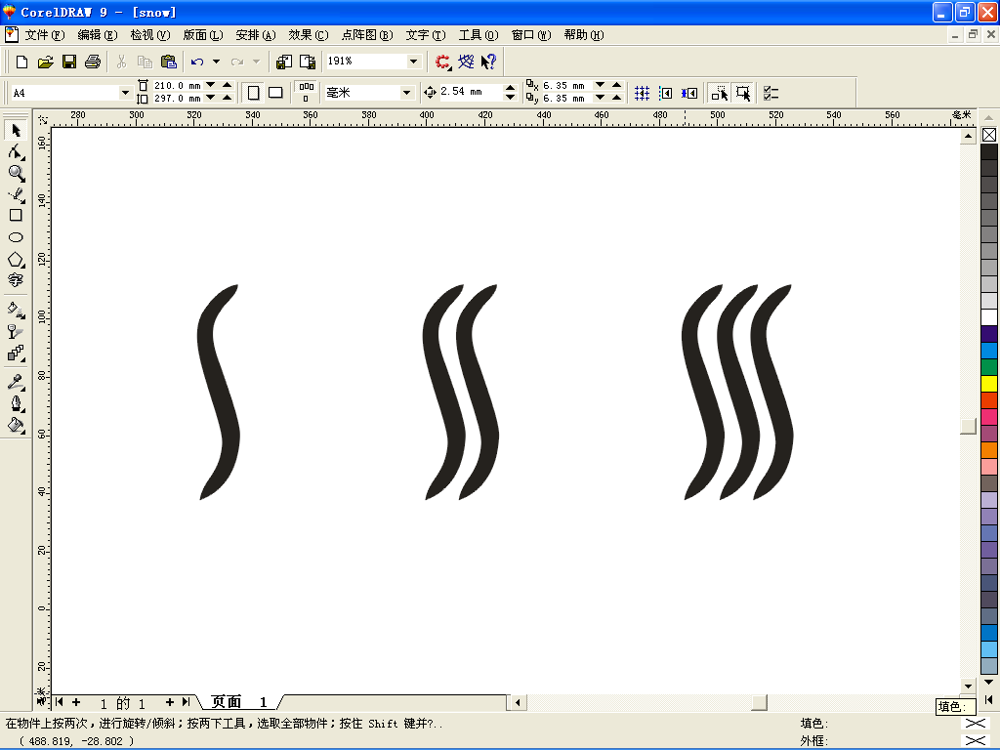 CorelDRAW 9 - [snow]
文件(F) 编辑(E) 检视(V) 版面(L) 安排(A) 效果(C) 点阵图(B) 文字(T) 工具(O) 窗口(W) 帮助(H)
191%
A4 210.0 mm 297.0 mm 毫米 2.54 mm x 6.35 mm y 6.35 mm
280 300 320 340 360 380 400 420 440 460 480 500 520 540 560 毫米
160
140
120
100
80
60
40
20
0
20
字
1 的 1 页面 1
填色:
在物件上按两次，进行旋转/倾斜；按两下工具，选取全部物件；按住 Shift 键并?.. 填色:
( 488.819, -28.802 ) 外框: